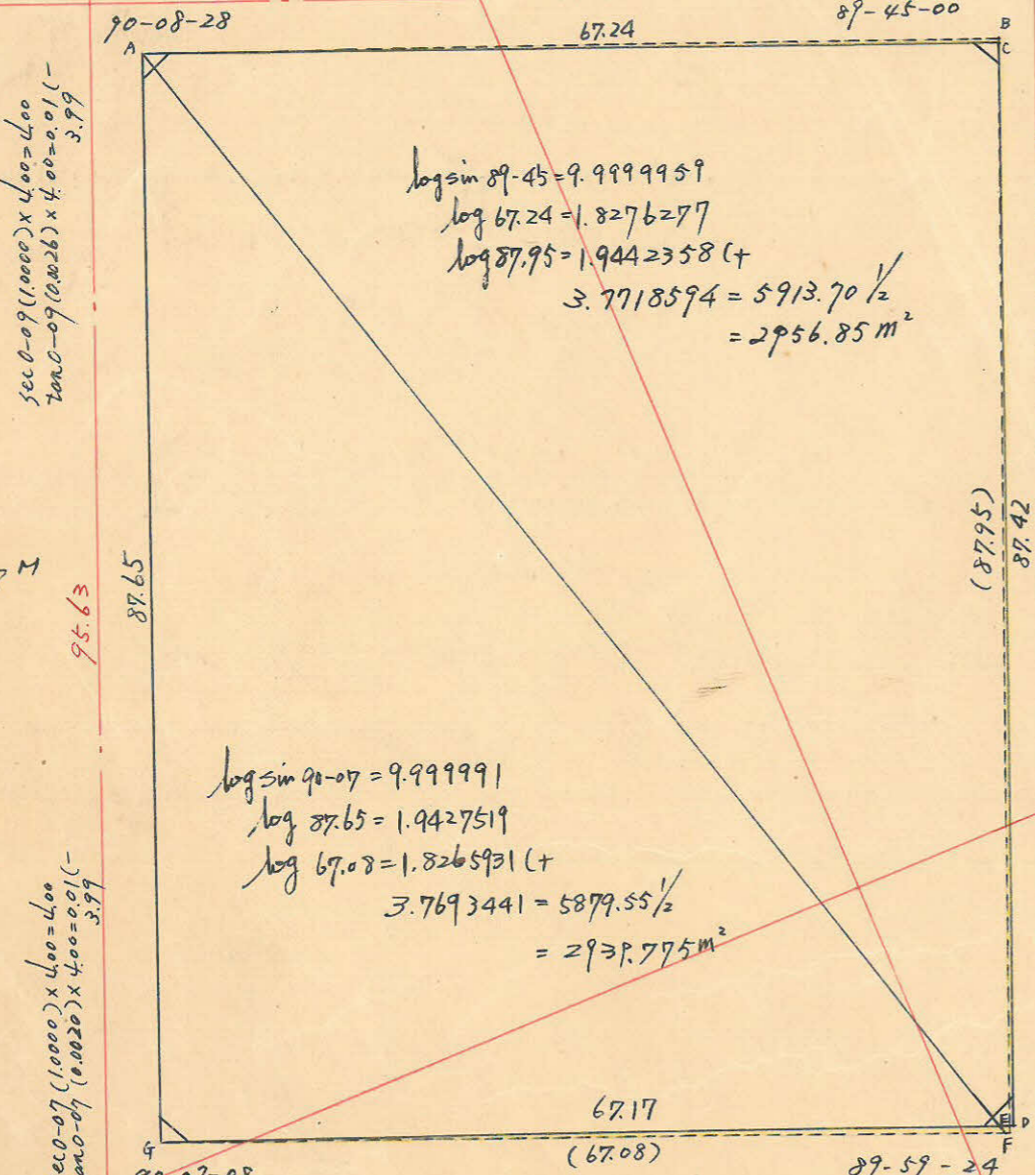 90-08-28
67.24
89-45-00
A
B
C
sec 0-09 (1.0000) x 4.00 = 4.00
tan 0-09 (0.0026) x 4.00 = 0.01 (-
3.99
log sin 89-45 = 9.9999959
log 67.24 = 1.8276277
log 87.95 = 1.9442358 (+
3.7718594 = 5913.70 1/2
= 2956.85 m²
M
95.63
87.65
(87.95)
87.42
log sin 90-07 = 9.999991
log 87.65 = 1.9427519
log 67.08 = 1.8265931 (+
3.7693441 = 5879.55 1/2
= 2939.775 m²
ec 0-07 (1.0000) x 4.00 = 4.00
an 0-07 (0.0020) x 4.00 = 0.01 (-
3.99
67.17
E
D
G
(67.08)
F
89-59-24